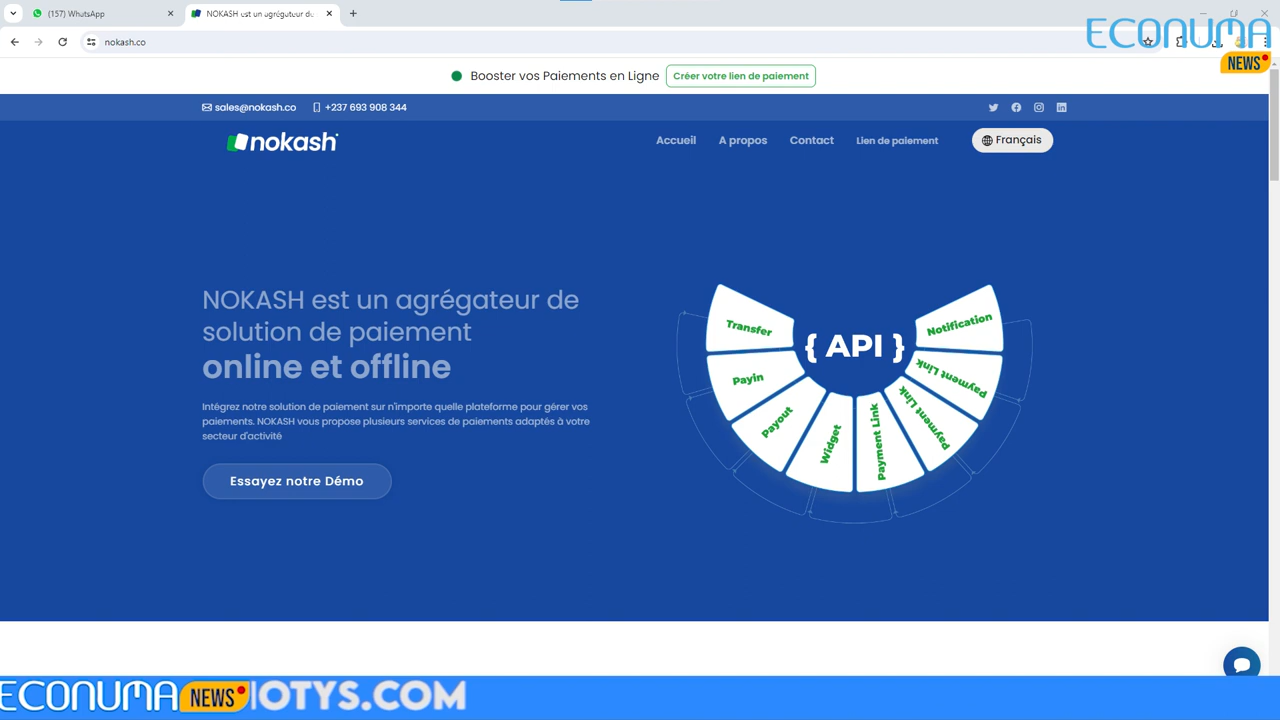 (157) WhatsApp
NOKASH est un agrégateur du
nokash.co
ECONUMA
NEWS
Booster vos Paiements en Ligne
Créer votre lien de paiement
sales@nokash.co
+237 693 908 344
nokash
Accueil
A propos
Contact
Lien de paiement
Français
NOKASH est un agrégateur de
solution de paiement
online et offline
Intégrez notre solution de paiement sur n'importe quelle plateforme pour gérer vos
paiements. NOKASH vous propose plusieurs services de paiements adaptés à votre
secteur d'activité
Essayez notre Démo
{ API }
Transfer
Payin
Payout
Widget
Payment Link
Payment Link
Payment Link
Notification
ECONUMA NEWS IOTYS.COM